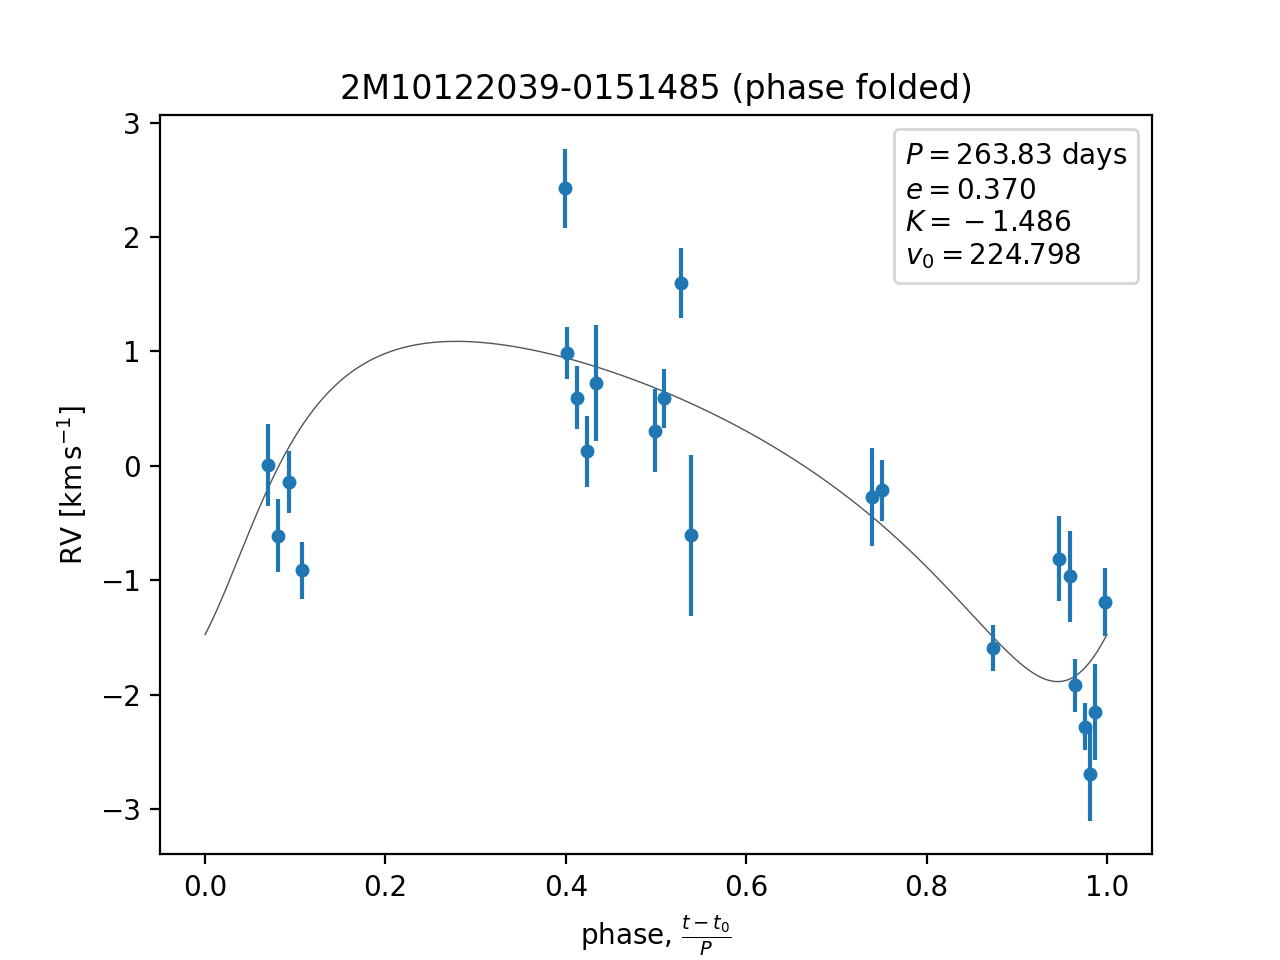 2M10122039-0151485 (phase folded)
P = 263.83 days
e = 0.370
K = −1.486
v₀ = 224.798
3
2
1
0
−1
−2
−3
RV [km s⁻¹]
0.0 0.2 0.4 0.6 0.8 1.0
phase, (t − t₀)/P